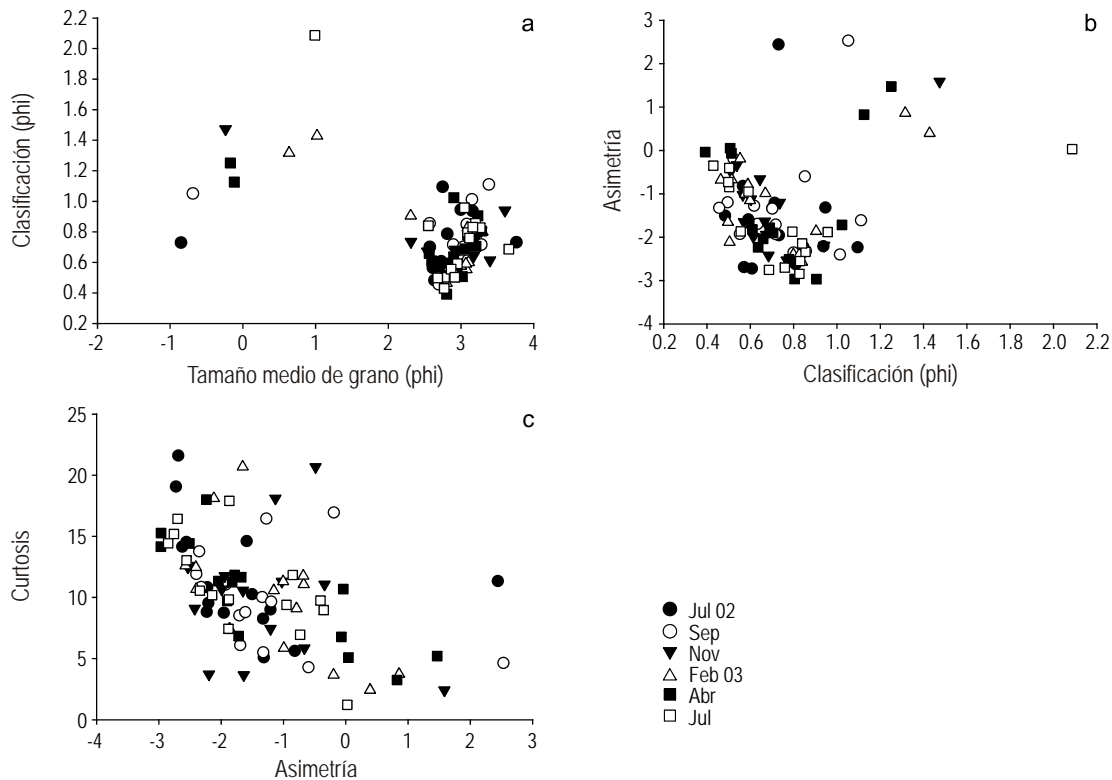 a
2.2
2.0
1.8
1.6
1.4
1.2
1.0
0.8
0.6
0.4
0.2
Clasificación (phi)
-2 -1 0 1 2 3 4
Tamaño medio de grano (phi)
b
3
2
1
0
-1
-2
-3
-4
Asimetría
0.4 0.6 0.8 1.0 1.2 1.4 1.6 1.8 2.0 2.2
Clasificación (phi)
c
25
20
15
10
5
0
Curtosis
-4 -3 -2 -1 0 1 2 3
Asimetría
Jul 02
Sep
Nov
Feb 03
Abr
Jul